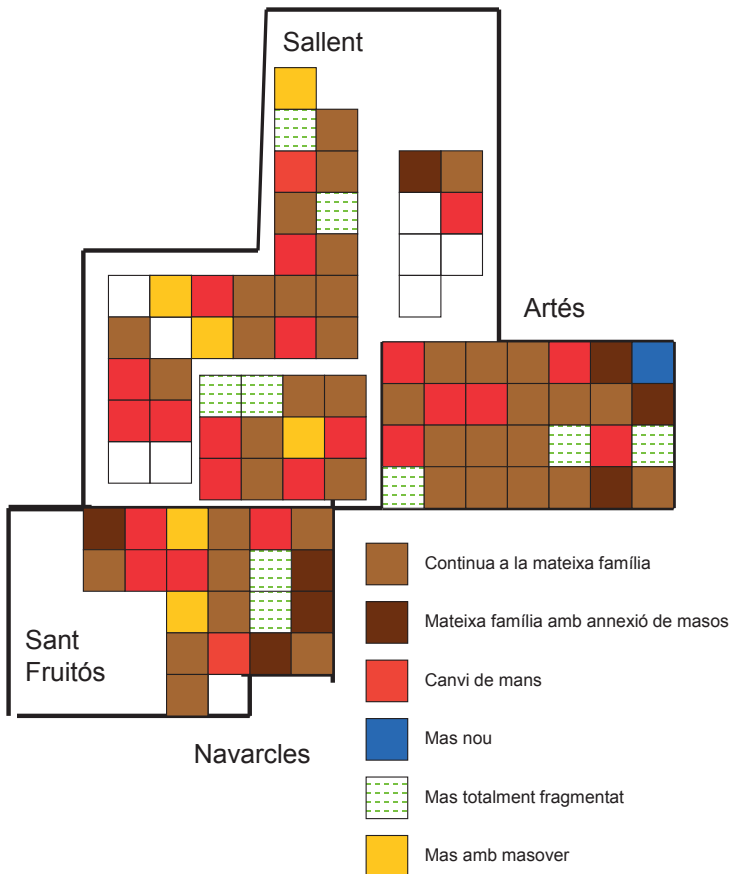 Sallent
Artés
Sant
Fruitós
Navarcles
Continua a la mateixa família
Mateixa família amb annexió de masos
Canvi de mans
Mas nou
Mas totalment fragmentat
Mas amb masover